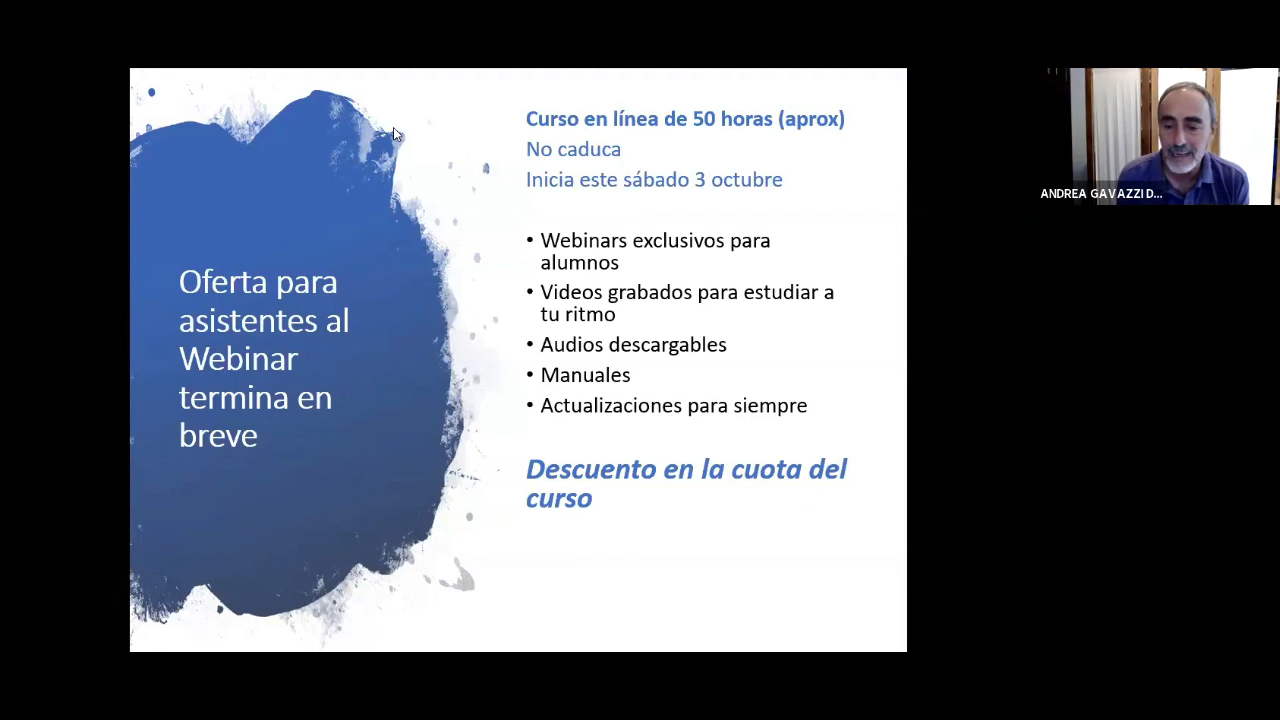 Curso en línea de 50 horas (aprox)
No caduca
Inicia este sábado 3 octubre
• Webinars exclusivos para
alumnos
• Videos grabados para estudiar a
tu ritmo
• Audios descargables
• Manuales
• Actualizaciones para siempre
Descuento en la cuota del
curso
Oferta para
asistentes al
Webinar
termina en
breve
ANDREA GAVAZZI D...